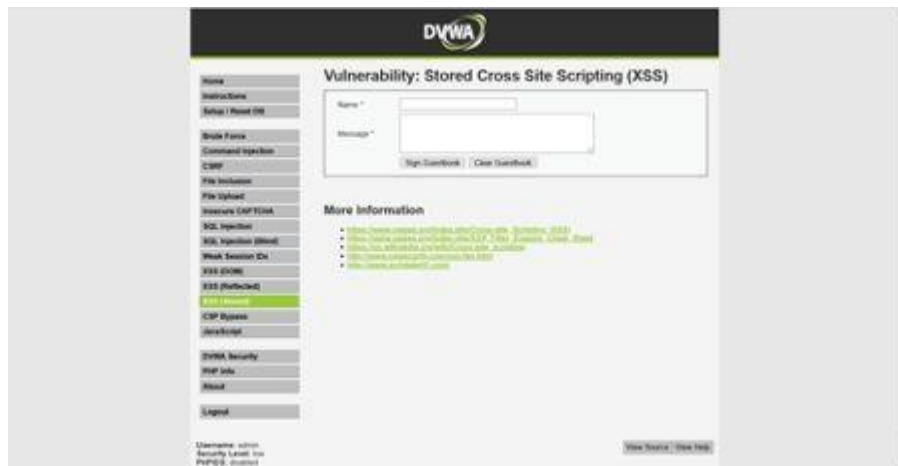 DVWA
Home
Instructions
Setup / Reset DB
Brute Force
Command Injection
CSRF
File Inclusion
File Upload
Insecure CAPTCHA
SQL Injection
SQL Injection (Blind)
Weak Session IDs
XSS (DOM)
XSS (Reflected)
XSS (Stored)
CSP Bypass
JavaScript
DVWA Security
PHP Info
About
Logout
Vulnerability: Stored Cross Site Scripting (XSS)
Name *
Message *
Sign Guestbook Clear Guestbook
More Information
Username: admin
Security Level: low
PHPIDS: disabled
View Source View Help